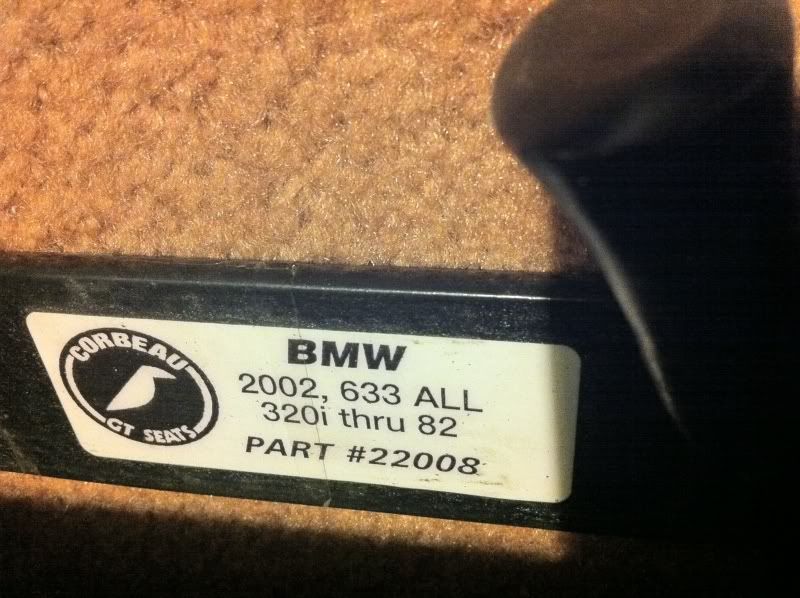 CORBEAU
GT SEATS
BMW
2002, 633 ALL
320i thru 82
PART #22008